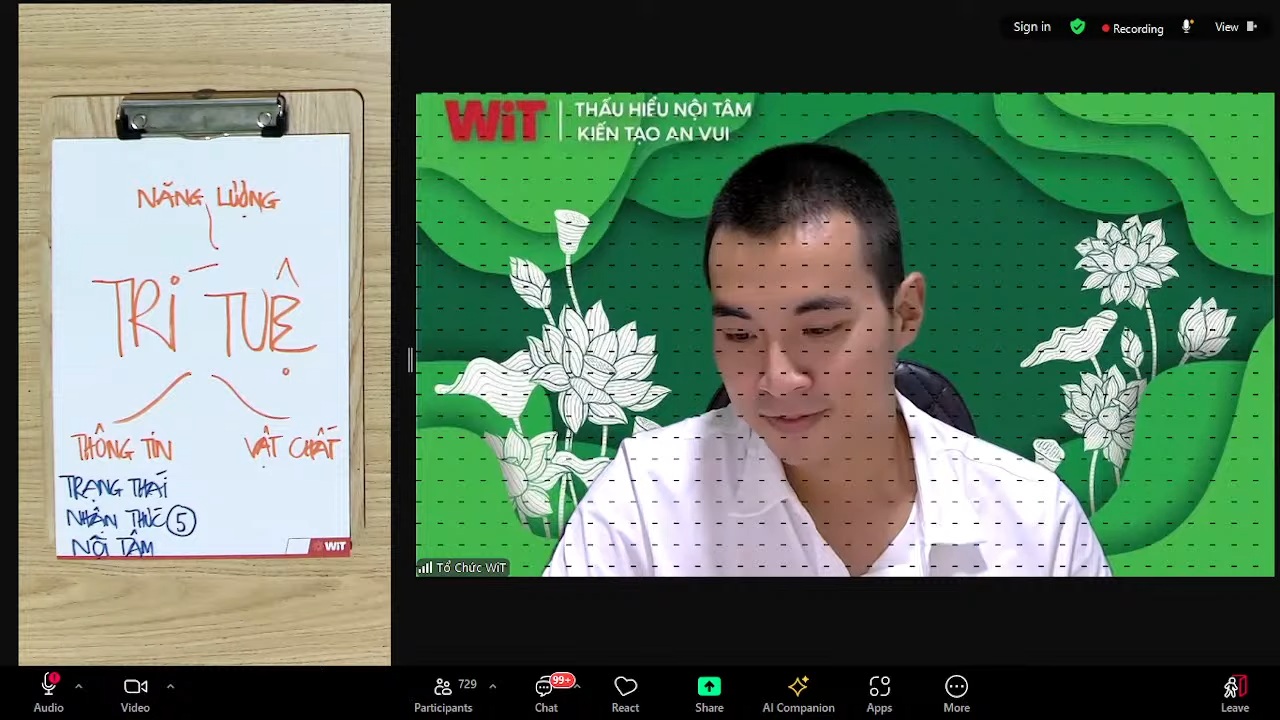 NĂNG LƯỢNG
TRÍ TUỆ
THÔNG TIN
VẬT CHẤT
TRẠNG THÁI
NHẬN THỨC 5
NỘI TÂM
WiT
WiT
THẤU HIỂU NỘI TÂM
KIẾN TẠO AN VUI
Tổ Chức WiT
Sign in
Recording
View
Audio
Video
Participants
729
Chat
99+
React
Share
AI Companion
Apps
More
Leave